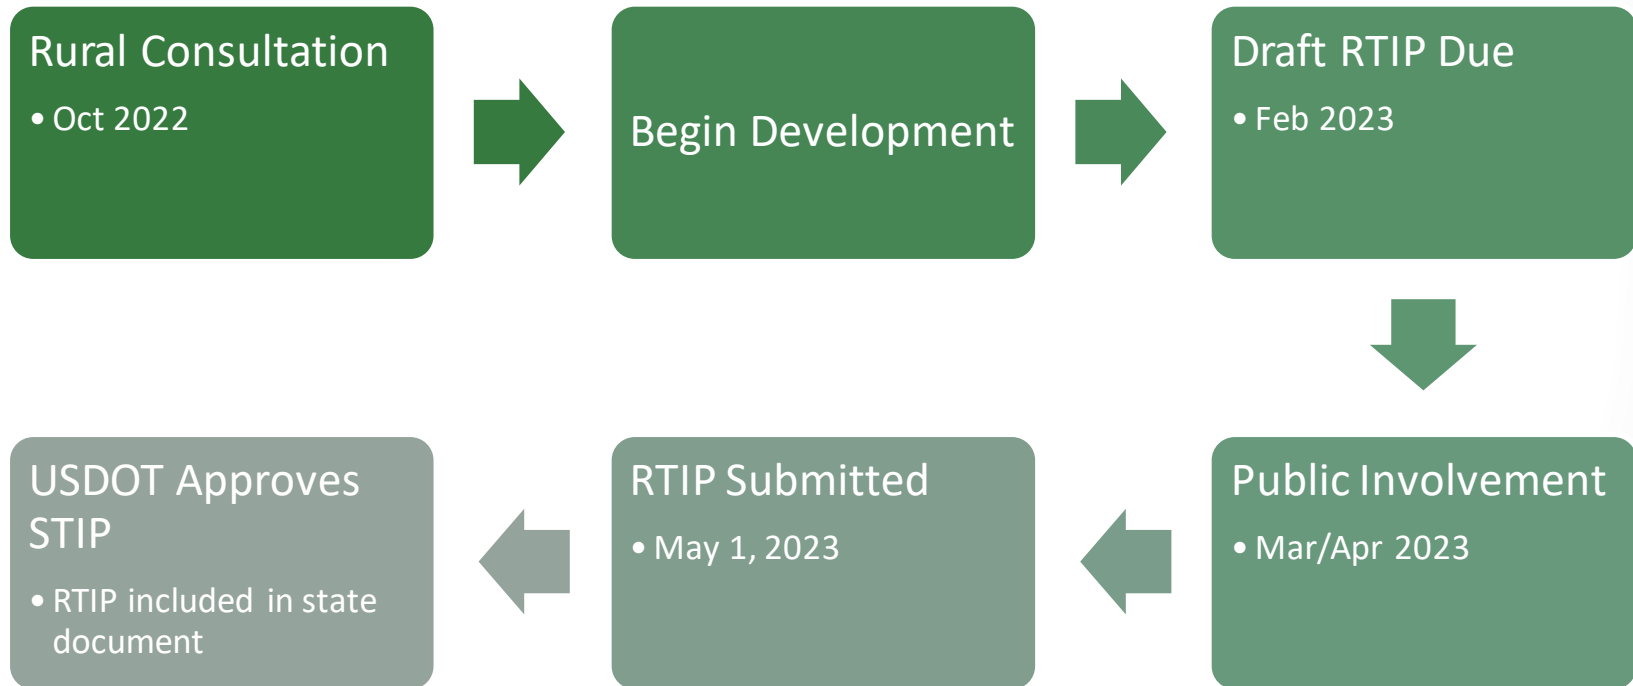 Rural Consultation
• Oct 2022
Begin Development
Draft RTIP Due
• Feb 2023
Public Involvement
• Mar/Apr 2023
RTIP Submitted
• May 1, 2023
USDOT Approves
STIP
• RTIP included in state
document